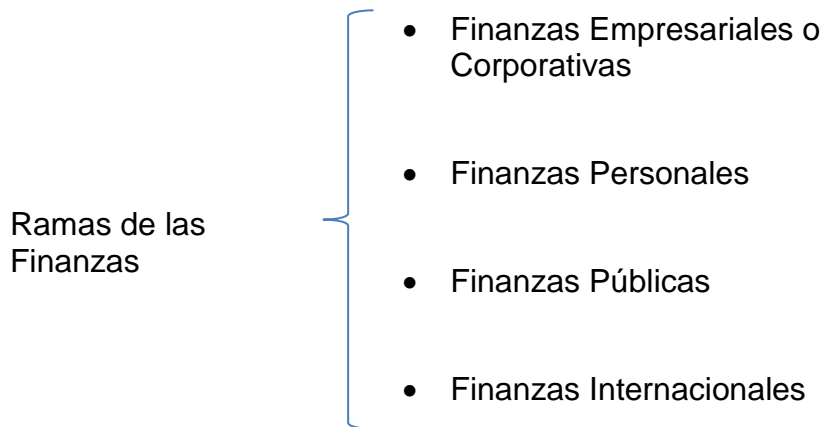 Ramas de las
Finanzas
• Finanzas Empresariales o
Corporativas
• Finanzas Personales
• Finanzas Públicas
• Finanzas Internacionales